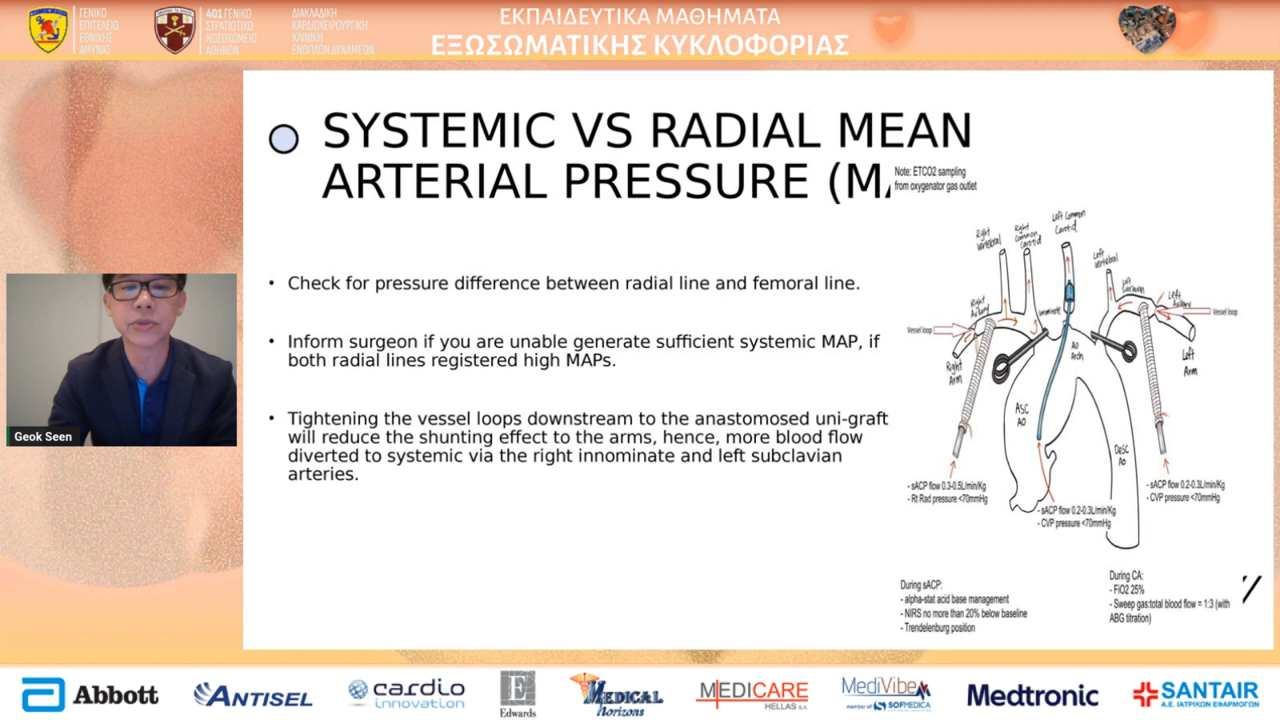 ΓΕΝΙΚΟ
ΕΠΙΤΕΛΕΙΟ
ΕΘΝΙΚΗΣ
ΑΜΥΝΑΣ
401 ΓΕΝΙΚΟ
ΣΤΡΑΤΙΩΤΙΚΟ
ΝΟΣΟΚΟΜΕΙΟ
ΑΘΗΝΩΝ
ΔΙΑΚΛΑΔΙΚΗ
ΚΑΡΔΙΟΧΕΙΡΟΥΡΓΙΚΗ
ΚΛΙΝΙΚΗ
ΕΝΟΠΛΩΝ ΔΥΝΑΜΕΩΝ
ΕΚΠΑΙΔΕΥΤΙΚΑ ΜΑΘΗΜΑΤΑ
ΕΞΩΣΩΜΑΤΙΚΗΣ ΚΥΚΛΟΦΟΡΙΑΣ
SYSTEMIC VS RADIAL MEAN
ARTERIAL PRESSURE (MA
Note: ETCO2 sampling
from oxygenator gas outlet
• Check for pressure difference between radial line and femoral line.
• Inform surgeon if you are unable generate sufficient systemic MAP, if
both radial lines registered high MAPs.
• Tightening the vessel loops downstream to the anastomosed uni-graft
will reduce the shunting effect to the arms, hence, more blood flow
diverted to systemic via the right innominate and left subclavian
arteries.
Geok Seen
Right
Vertebral
Right
Common
Carotid
Left Common
Carotid
Left
Vertebral
Left
Subclavian
Right
Axillary
Innominate
Left
Axillary
Vessel loop
Vessel loop
AO
Arch
Right
Arm
Left
Arm
ASC
AO
DESC
AO
- sACP flow 0.3-0.5L/min/Kg
- Rt Rad pressure <70mmHg
- sACP flow 0.2-0.3L/min/Kg
- CVP pressure <70mmHg
- sACP flow 0.2-0.3L/min/Kg
- CVP pressure <70mmHg
During sACP:
- alpha-stat acid base management
- NIRS no more than 20% below baseline
- Trendelenburg position
During CA:
- FiO2 25%
- Sweep gas:total blood flow = 1:3 (with
ABG titration)
Abbott
ANTISEL
cardio
innovation
Edwards
MEDICAL
Horizons
MEDICARE
HELLAS S.A.
MediVibe
member of SOFMEDICA
Medtronic
SANTAIR
Α.Ε. ΙΑΤΡΙΚΩΝ ΕΦΑΡΜΟΓΩΝ